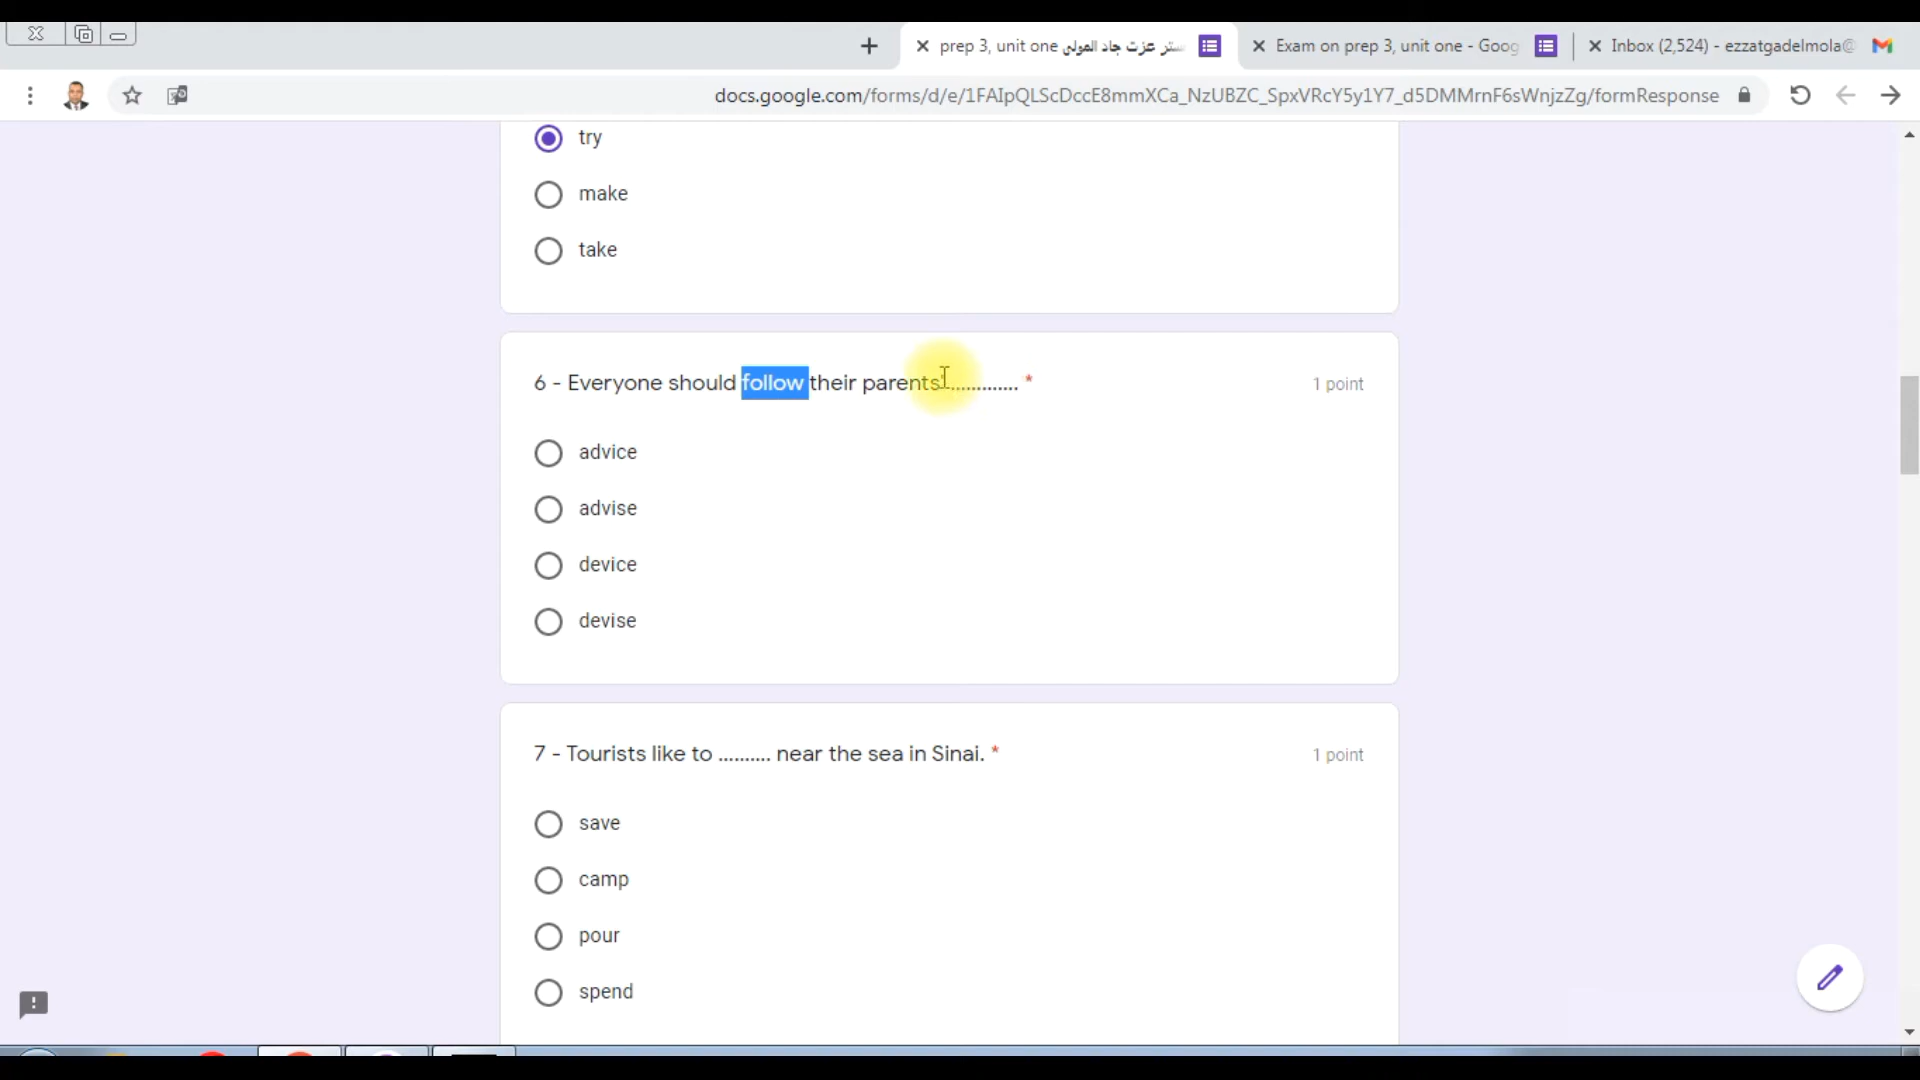 prep 3, unit one ستر عزت جاد المولى
Exam on prep 3, unit one - Goog
Inbox (2,524) - ezzatgadelmola@
docs.google.com/forms/d/e/1FAIpQLScDccE8mmXCa_NzUBZC_SpxVRcY5y1Y7_d5DMMrnF6sWnjzZg/formResponse
try
make
take
6 - Everyone should follow their parents' ............. *
1 point
advice
advise
device
devise
7 - Tourists like to .......... near the sea in Sinai. *
1 point
save
camp
pour
spend